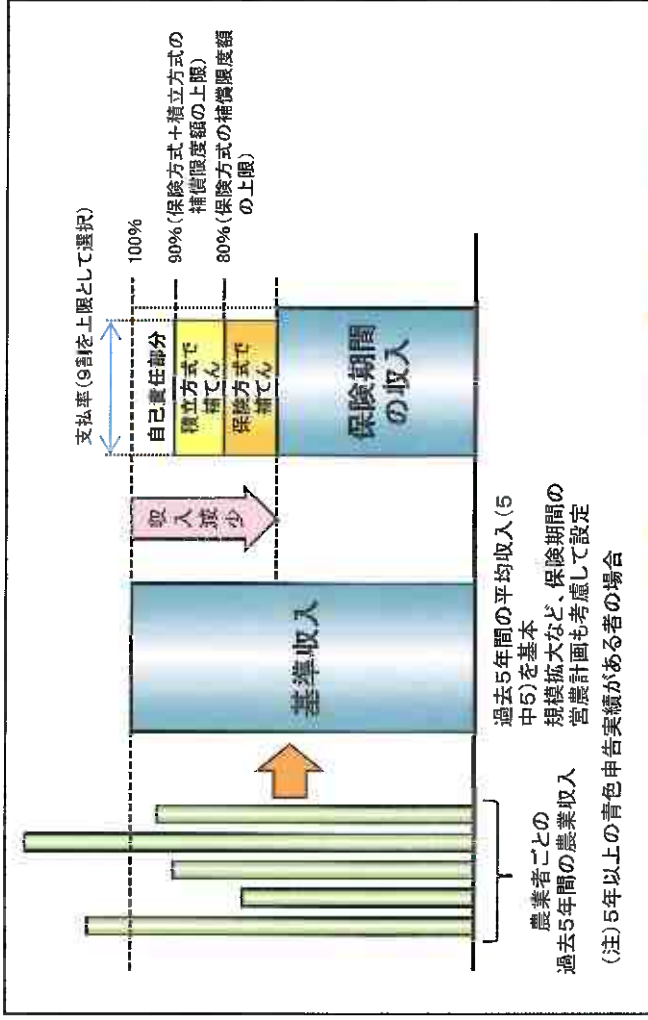 支払率(9割を上限として選択)
100%
自己責任部分
90%(保険方式+積立方式の
補償限度額の上限)
積立方式で
補てん
80%(保険方式の補償限度額
の上限)
保険方式で
補てん
収入減少
基準収入
保険期間
の収入
過去5年間の平均収入(5
中5)を基本
規模拡大など、保険期間の
営農計画も考慮して設定
農業者ごとの
過去5年間の農業収入
(注)5年以上の青色申告実績がある者の場合